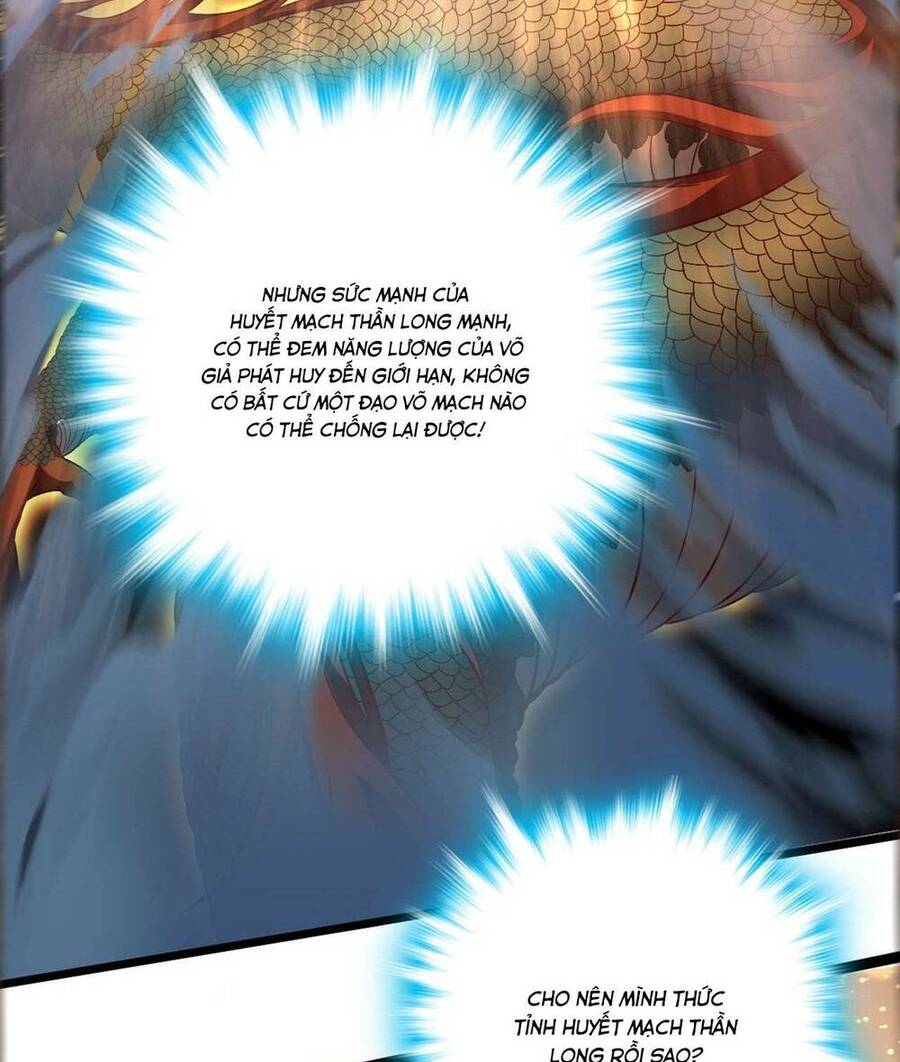 NHƯNG SỨC MẠNH CỦA
HUYẾT MẠCH THẦN LONG MẠNH,
CÓ THỂ ĐEM NĂNG LƯỢNG CỦA VÕ
GIẢ PHÁT HUY ĐẾN GIỚI HẠN, KHÔNG
CÓ BẤT CỨ MỘT ĐẠO VÕ MẠCH NÀO
CÓ THỂ CHỐNG LẠI ĐƯỢC!
CHO NÊN MÌNH THỨC
TỈNH HUYẾT MẠCH THẦN
LONG RỒI SAO?